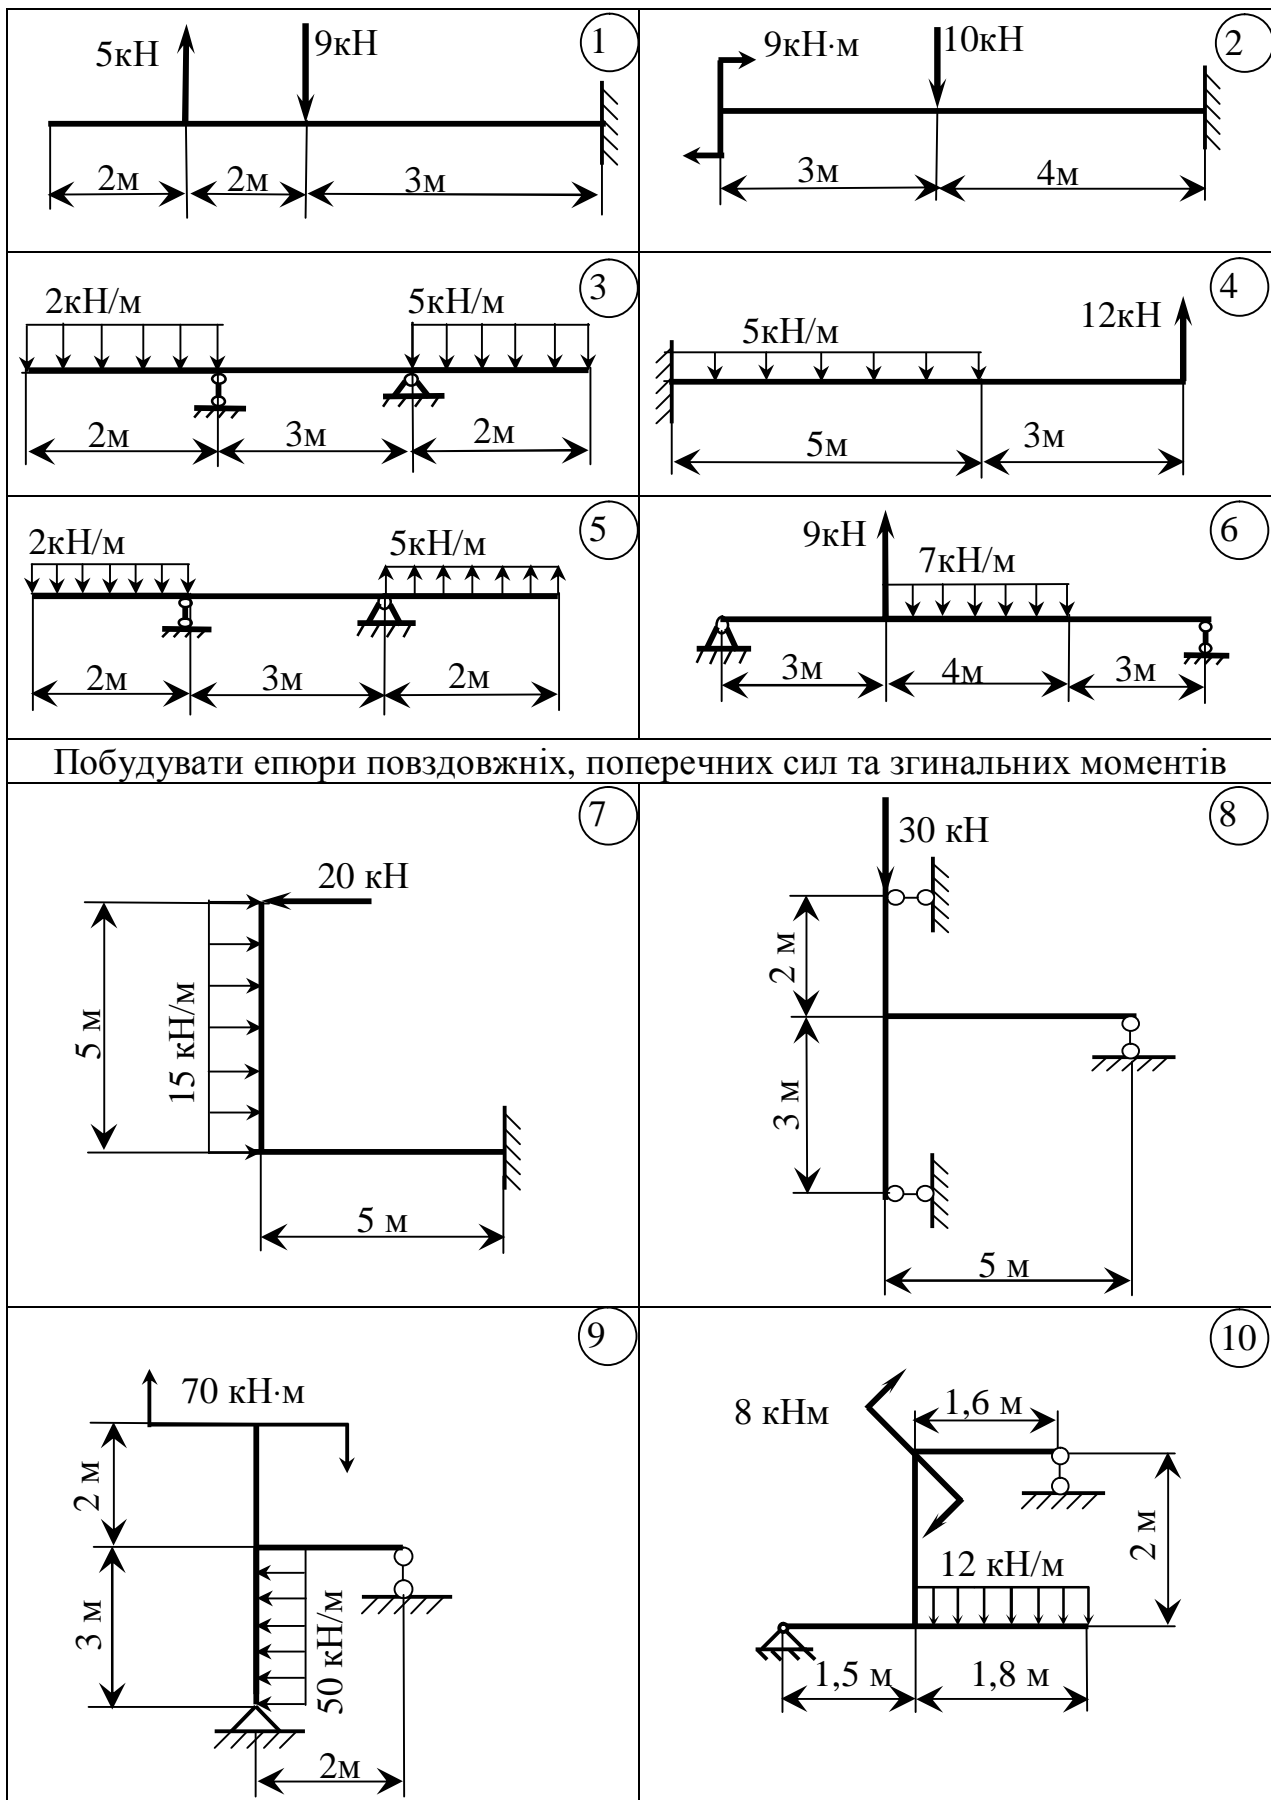 1
5кН
9кН
2м
2м
3м
2
9кН·м
10кН
3м
4м
3
2кН/м
5кН/м
2м
3м
2м
4
5кН/м
12кН
5м
3м
5
2кН/м
5кН/м
2м
3м
2м
6
9кН
7кН/м
3м
4м
3м
Побудувати епюри повздовжніх, поперечних сил та згинальних моментів
7
20 кН
5 м
15 кН/м
5 м
8
30 кН
2 м
3 м
5 м
9
70 кН·м
2 м
3 м
50 кН/м
2м
10
8 кНм
1,6 м
2 м
12 кН/м
1,5 м
1,8 м